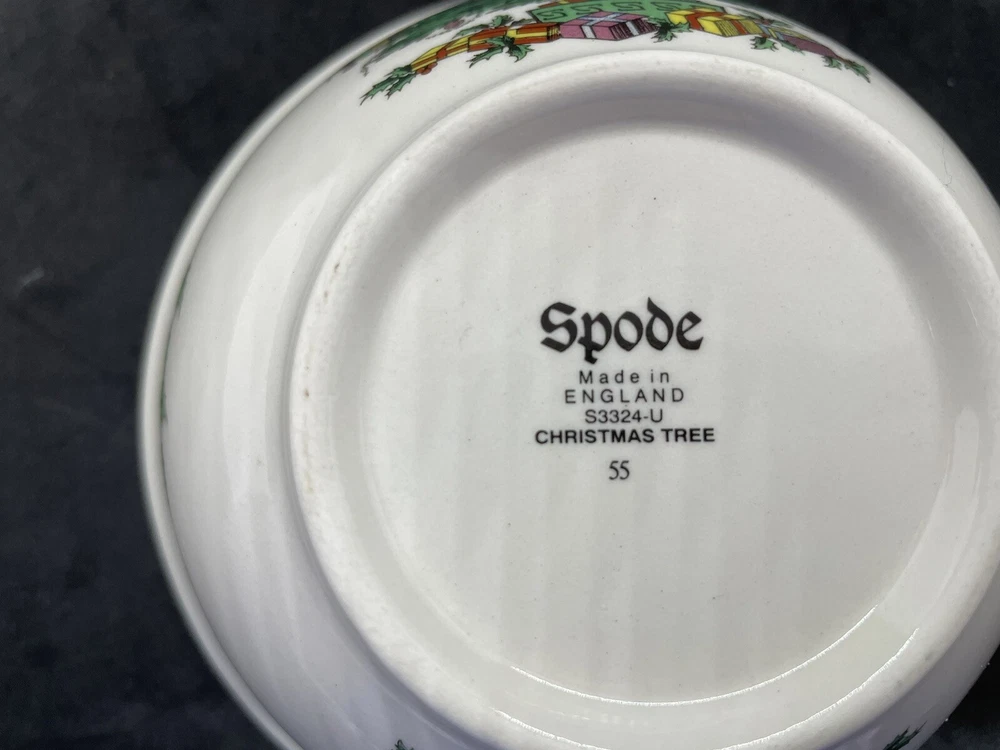 Spode
Made in
ENGLAND
S3324-U
CHRISTMAS TREE
55